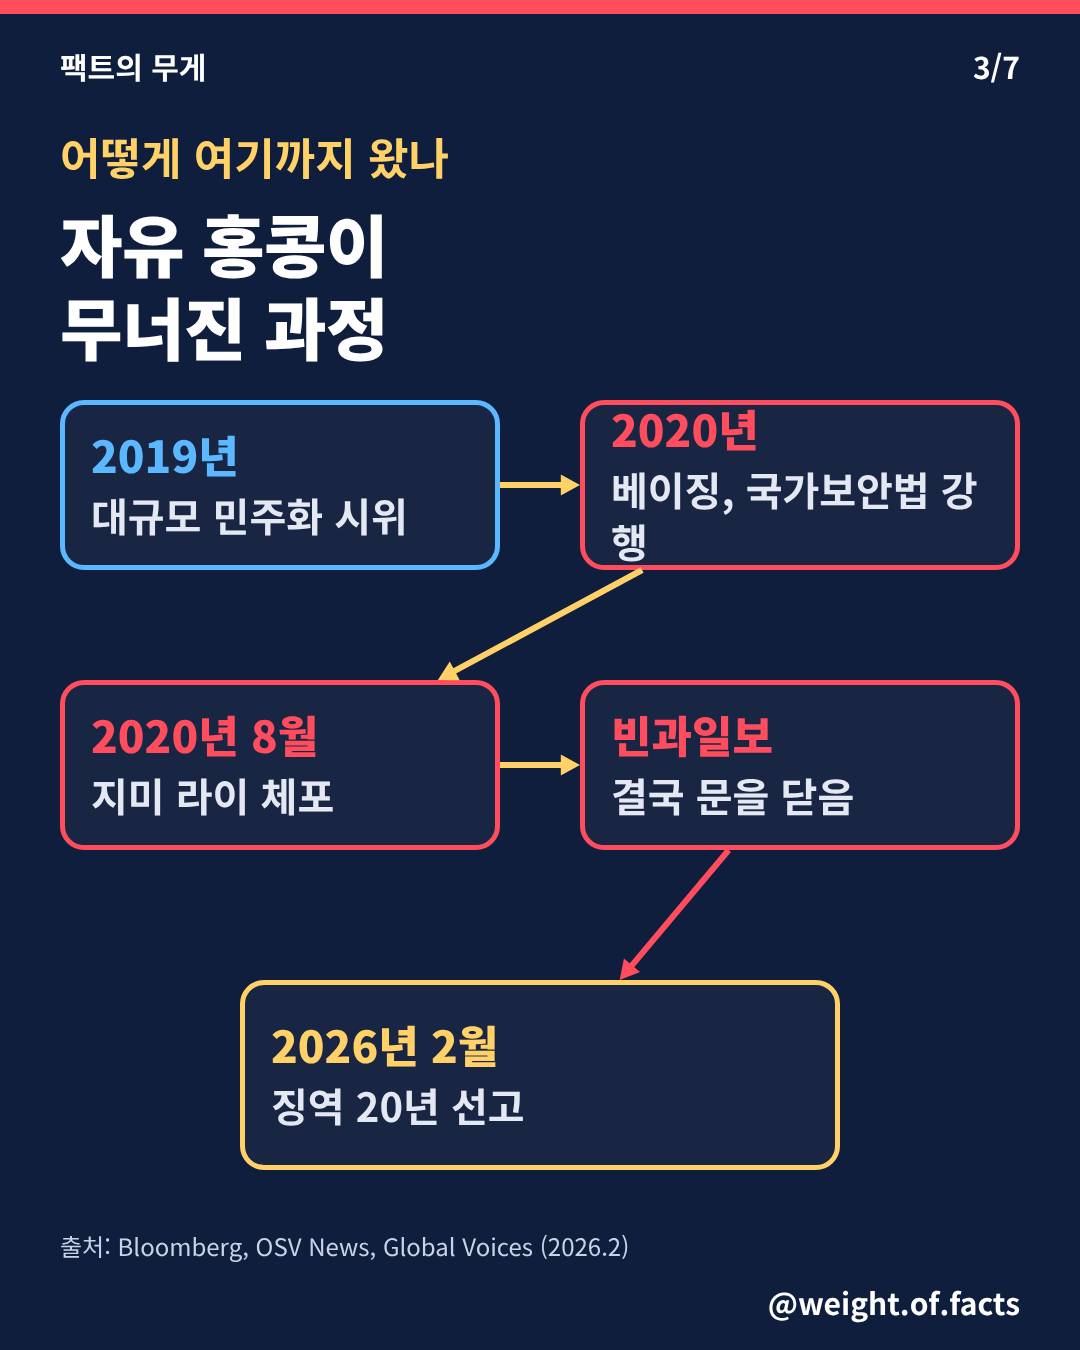 팩트의 무게
3/7
어떻게 여기까지 왔나
자유 홍콩이
무너진 과정
2019년
대규모 민주화 시위
2020년
베이징, 국가보안법 강
행
2020년 8월
지미 라이 체포
빈과일보
결국 문을 닫음
2026년 2월
징역 20년 선고
출처: Bloomberg, OSV News, Global Voices (2026.2)
@weight.of.facts